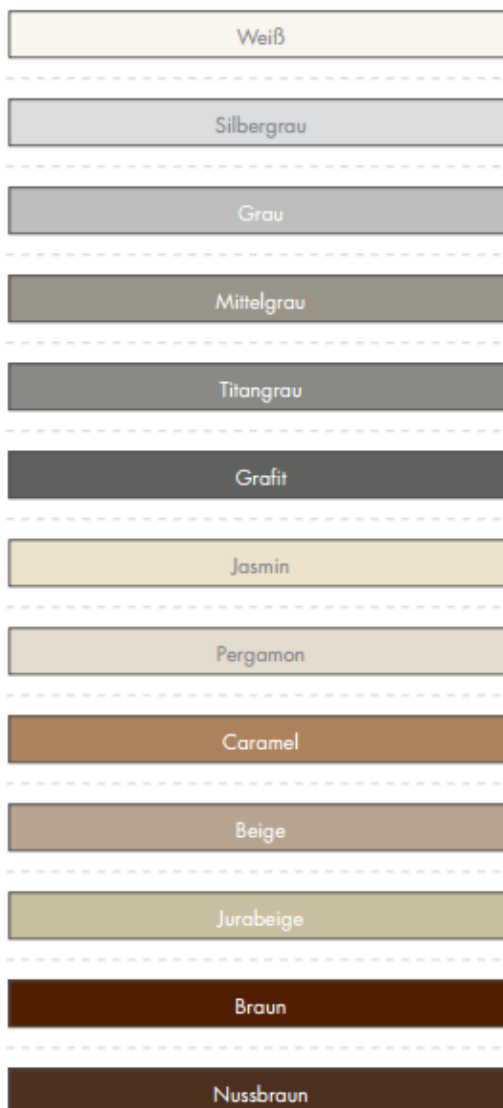 Weiß
Silbergrau
Grau
Mittelgrau
Titangrau
Grafit
Jasmin
Pergamon
Caramel
Beige
Jurabeige
Braun
Nussbraun